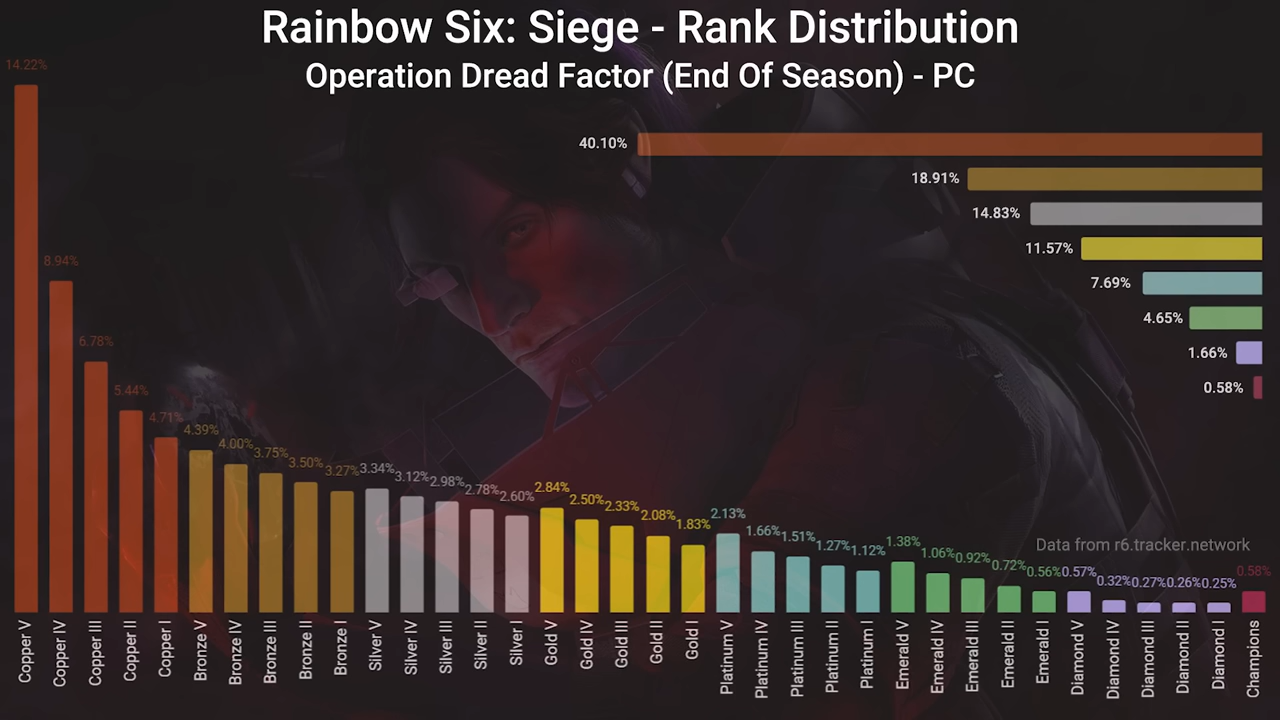 Rainbow Six: Siege - Rank Distribution
Operation Dread Factor (End Of Season) - PC
40.10%
18.91%
14.83%
11.57%
7.69%
4.65%
1.66%
0.58%
Data from r6.tracker.network
14.22%
8.94%
6.78%
5.44%
4.71%
4.39%
4.00%
3.75%
3.50%
3.27%
3.34%
3.12%
2.98%
2.78%
2.60%
2.84%
2.50%
2.33%
2.08%
1.83%
2.13%
1.66%
1.51%
1.27%
1.12%
1.38%
1.06%
0.92%
0.72%
0.56%
0.57%
0.32%
0.27%
0.26%
0.25%
0.58%
Copper V
Copper IV
Copper III
Copper II
Copper I
Bronze V
Bronze IV
Bronze III
Bronze II
Bronze I
Silver V
Silver IV
Silver III
Silver II
Silver I
Gold V
Gold IV
Gold III
Gold II
Gold I
Platinum V
Platinum IV
Platinum III
Platinum II
Platinum I
Emerald V
Emerald IV
Emerald III
Emerald II
Emerald I
Diamond V
Diamond IV
Diamond III
Diamond II
Diamond I
Champions